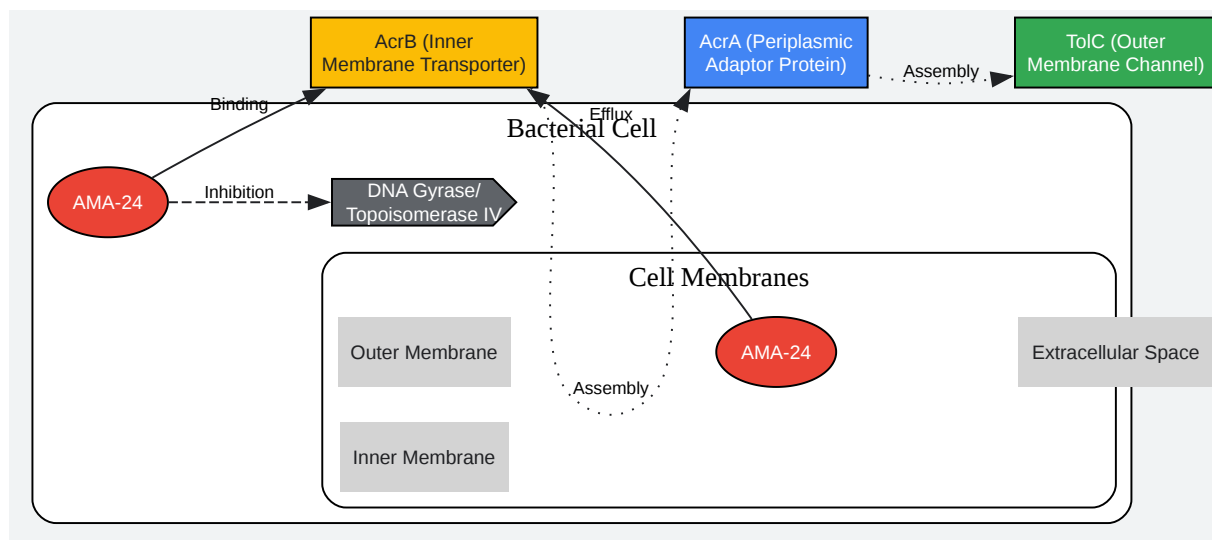 AcrB (Inner
Membrane Transporter)
AcrA (Periplasmic
Adaptor Protein)
TolC (Outer
Membrane Channel)
Assembly
Binding
Efflux
Bacterial Cell
AMA-24
Inhibition
DNA Gyrase/
Topoisomerase IV
Cell Membranes
Outer Membrane
AMA-24
Extracellular Space
Assembly
Inner Membrane